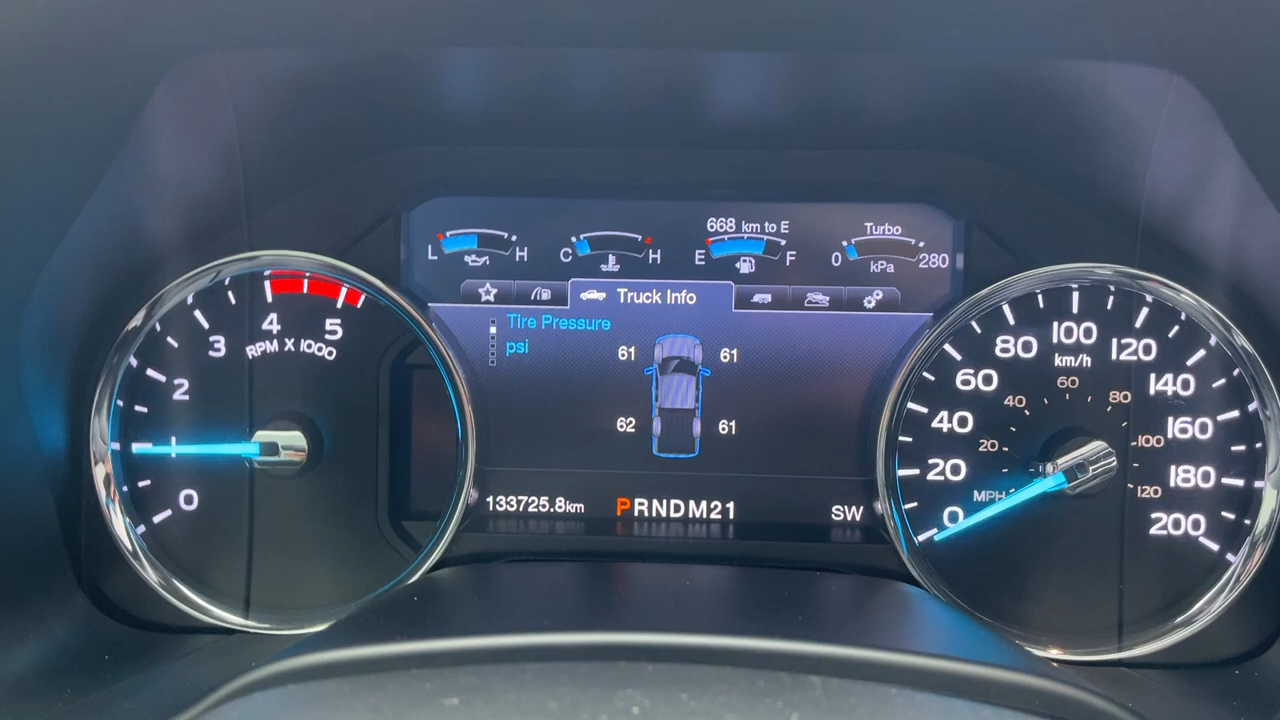 668 km to E
Turbo
L H C H E F 0 280
kPa
Truck Info
Tire Pressure
psi
61 61
62 61
133725.8km PRNDM21 SW
0 1 2 3 4 5
RPM X 1000
0 20 40 60 80 100 120 140 160 180 200
km/h
20 40 60 80 100 120
MPH